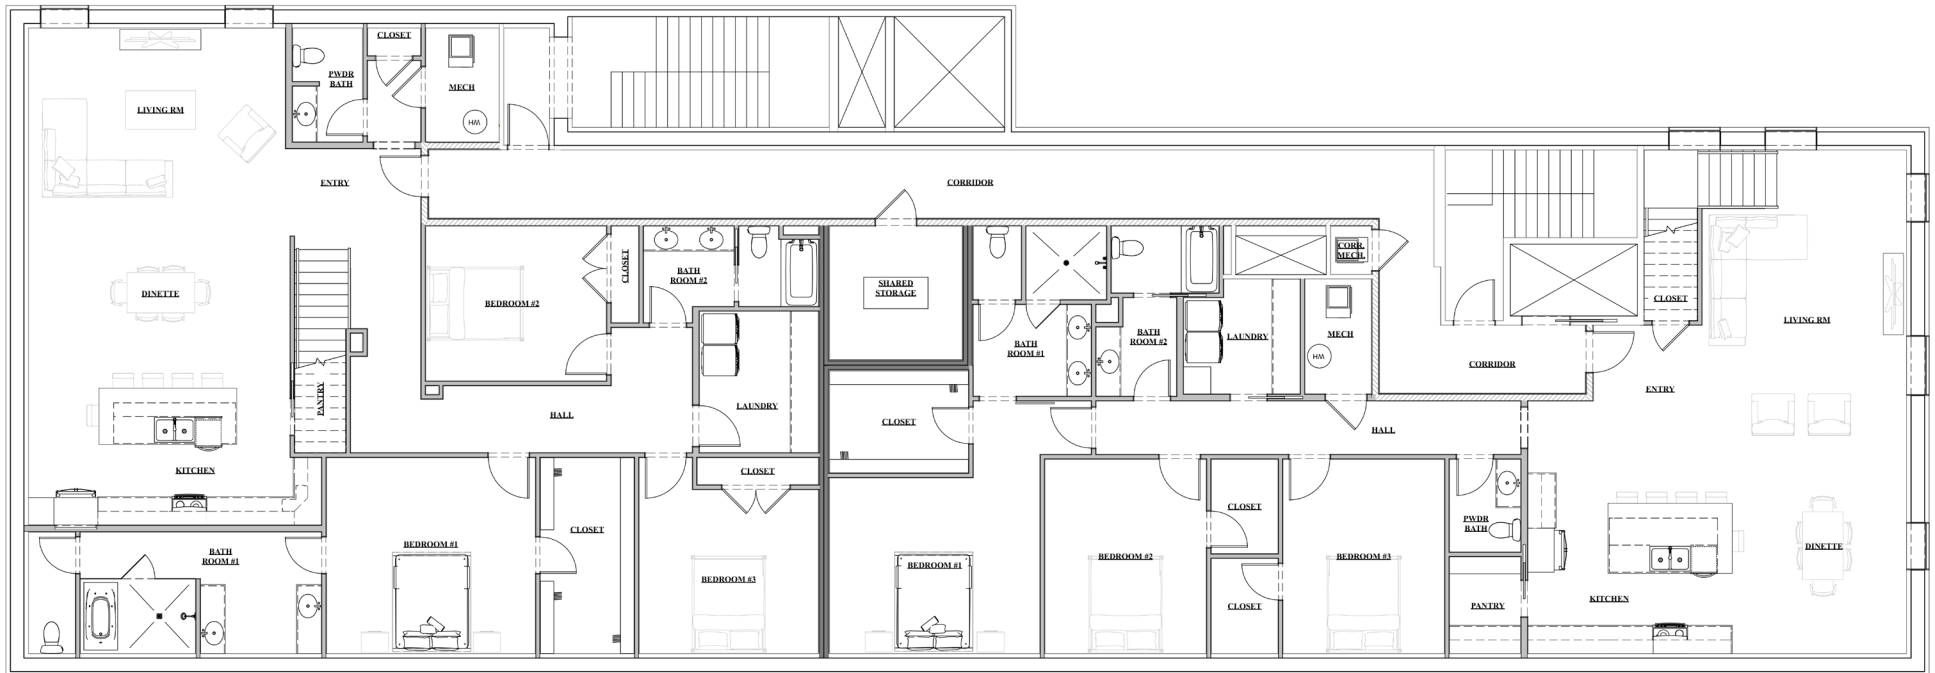 CLOSET
PWDR
BATH
MECH
LIVING RM
WH
ENTRY
CORRIDOR
CLOSET
BATH
ROOM #2
BEDROOM #2
DINETTE
SHARED
STORAGE
CORR.
MECH.
CLOSET
LIVING RM
BATH
ROOM #1
BATH
ROOM #2
LAUNDRY
MECH
WH
CORRIDOR
ENTRY
PANTRY
HALL
LAUNDRY
CLOSET
HALL
KITCHEN
CLOSET
BEDROOM #1
CLOSET
BATH
ROOM #1
BEDROOM #3
BEDROOM #1
BEDROOM #2
CLOSET
CLOSET
BEDROOM #3
PWDR
BATH
PANTRY
DINETTE
KITCHEN